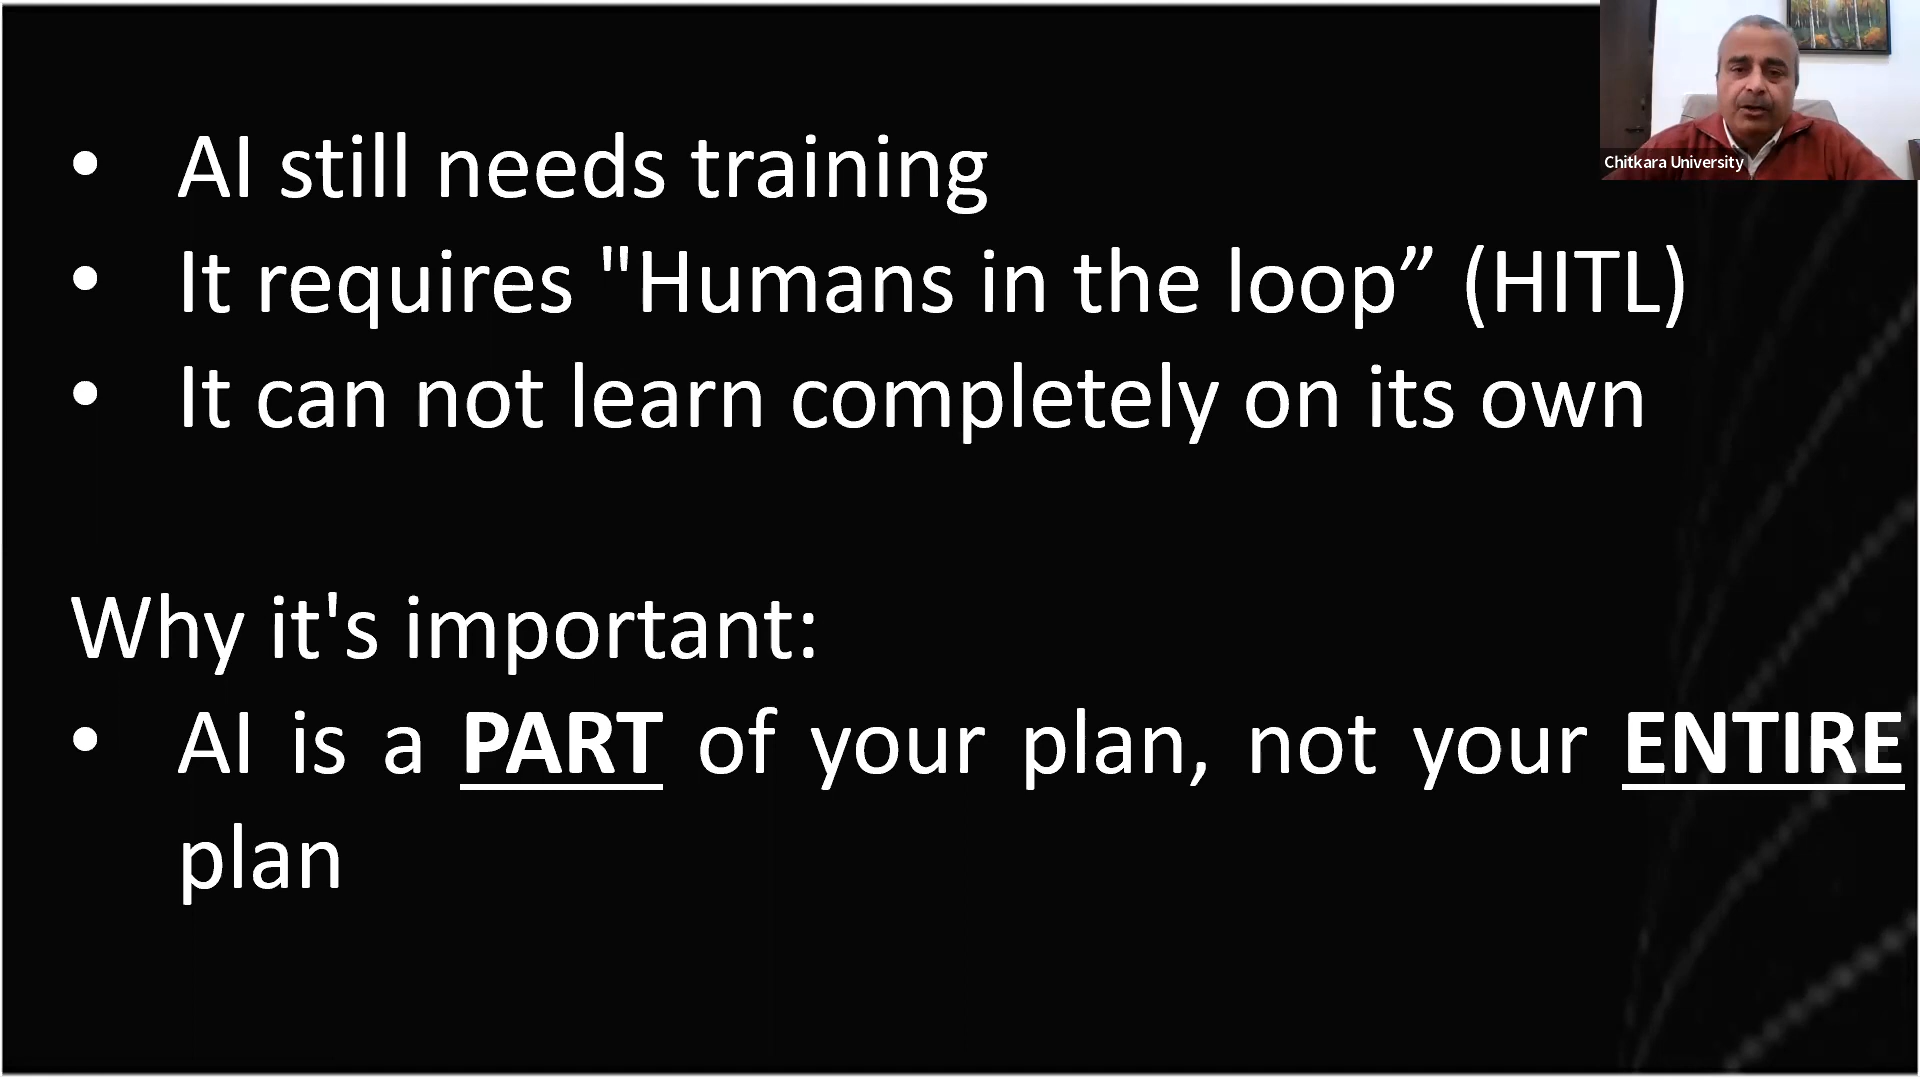 • AI still needs training
• It requires "Humans in the loop” (HITL)
• It can not learn completely on its own
Why it's important:
• AI is a PART of your plan, not your ENTIRE
plan
Chitkara University